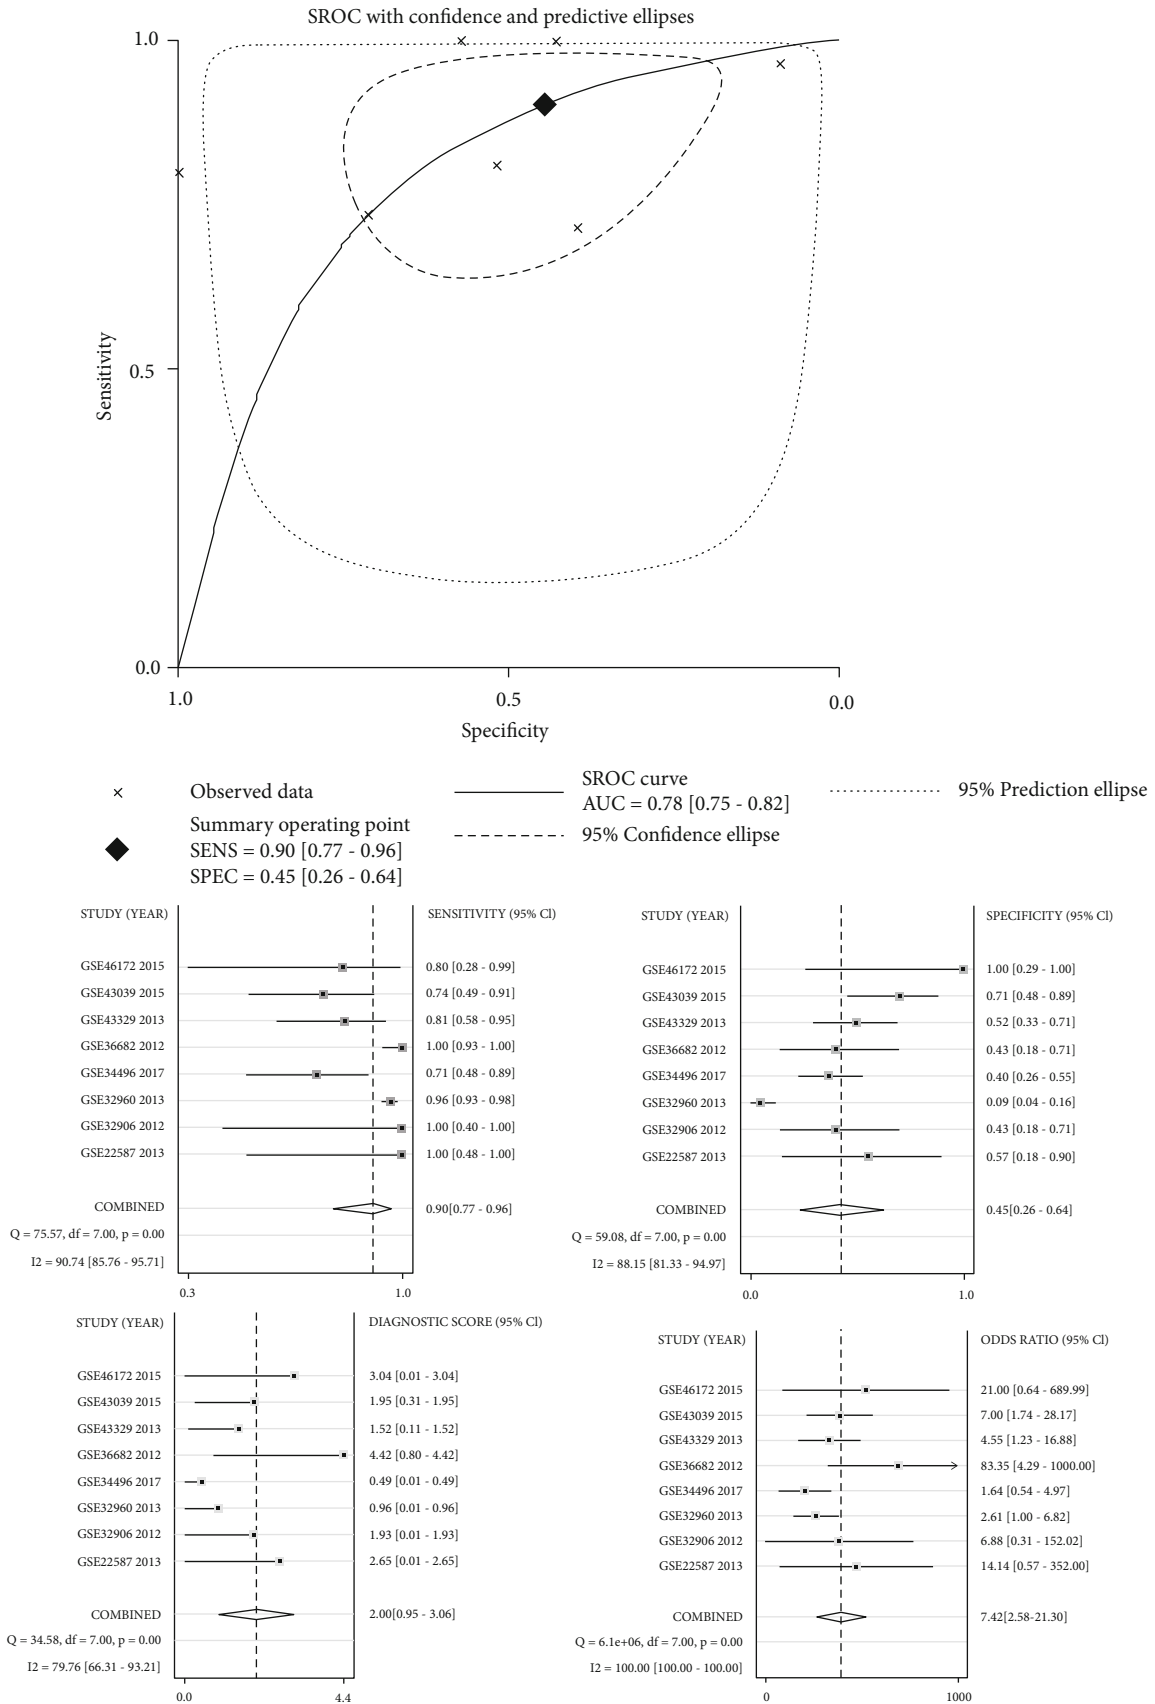 SROC with confidence and predictive ellipses
1.0
0.5
0.0
Sensitivity
1.0
0.5
0.0
Specificity
Observed data
Summary operating point
SENS = 0.90 [0.77 - 0.96]
SPEC = 0.45 [0.26 - 0.64]
SROC curve
AUC = 0.78 [0.75 - 0.82]
95% Confidence ellipse
95% Prediction ellipse
STUDY (YEAR) SENSITIVITY (95% Cl)
GSE46172 2015 0.80 [0.28 - 0.99]
GSE43039 2015 0.74 [0.49 - 0.91]
GSE43329 2013 0.81 [0.58 - 0.95]
GSE36682 2012 1.00 [0.93 - 1.00]
GSE34496 2017 0.71 [0.48 - 0.89]
GSE32960 2013 0.96 [0.93 - 0.98]
GSE32906 2012 1.00 [0.40 - 1.00]
GSE22587 2013 1.00 [0.48 - 1.00]
COMBINED 0.90[0.77 - 0.96]
Q = 75.57, df = 7.00, p = 0.00
I2 = 90.74 [85.76 - 95.71]
0.3 1.0
STUDY (YEAR) SPECIFICITY (95% Cl)
GSE46172 2015 1.00 [0.29 - 1.00]
GSE43039 2015 0.71 [0.48 - 0.89]
GSE43329 2013 0.52 [0.33 - 0.71]
GSE36682 2012 0.43 [0.18 - 0.71]
GSE34496 2017 0.40 [0.26 - 0.55]
GSE32960 2013 0.09 [0.04 - 0.16]
GSE32906 2012 0.43 [0.18 - 0.71]
GSE22587 2013 0.57 [0.18 - 0.90]
COMBINED 0.45[0.26 - 0.64]
Q = 59.08, df = 7.00, p = 0.00
I2 = 88.15 [81.33 - 94.97]
0.0 1.0
STUDY (YEAR) DIAGNOSTIC SCORE (95% Cl)
GSE46172 2015 3.04 [0.01 - 3.04]
GSE43039 2015 1.95 [0.31 - 1.95]
GSE43329 2013 1.52 [0.11 - 1.52]
GSE36682 2012 4.42 [0.80 - 4.42]
GSE34496 2017 0.49 [0.01 - 0.49]
GSE32960 2013 0.96 [0.01 - 0.96]
GSE32906 2012 1.93 [0.01 - 1.93]
GSE22587 2013 2.65 [0.01 - 2.65]
COMBINED 2.00[0.95 - 3.06]
Q = 34.58, df = 7.00, p = 0.00
I2 = 79.76 [66.31 - 93.21]
0.0 4.4
STUDY (YEAR) ODDS RATIO (95% Cl)
GSE46172 2015 21.00 [0.64 - 689.99]
GSE43039 2015 7.00 [1.74 - 28.17]
GSE43329 2013 4.55 [1.23 - 16.88]
GSE36682 2012 83.35 [4.29 - 1000.00]
GSE34496 2017 1.64 [0.54 - 4.97]
GSE32960 2013 2.61 [1.00 - 6.82]
GSE32906 2012 6.88 [0.31 - 152.02]
GSE22587 2013 14.14 [0.57 - 352.00]
COMBINED 7.42[2.58-21.30]
Q = 6.1e+06, df = 7.00, p = 0.00
I2 = 100.00 [100.00 - 100.00]
0 1000